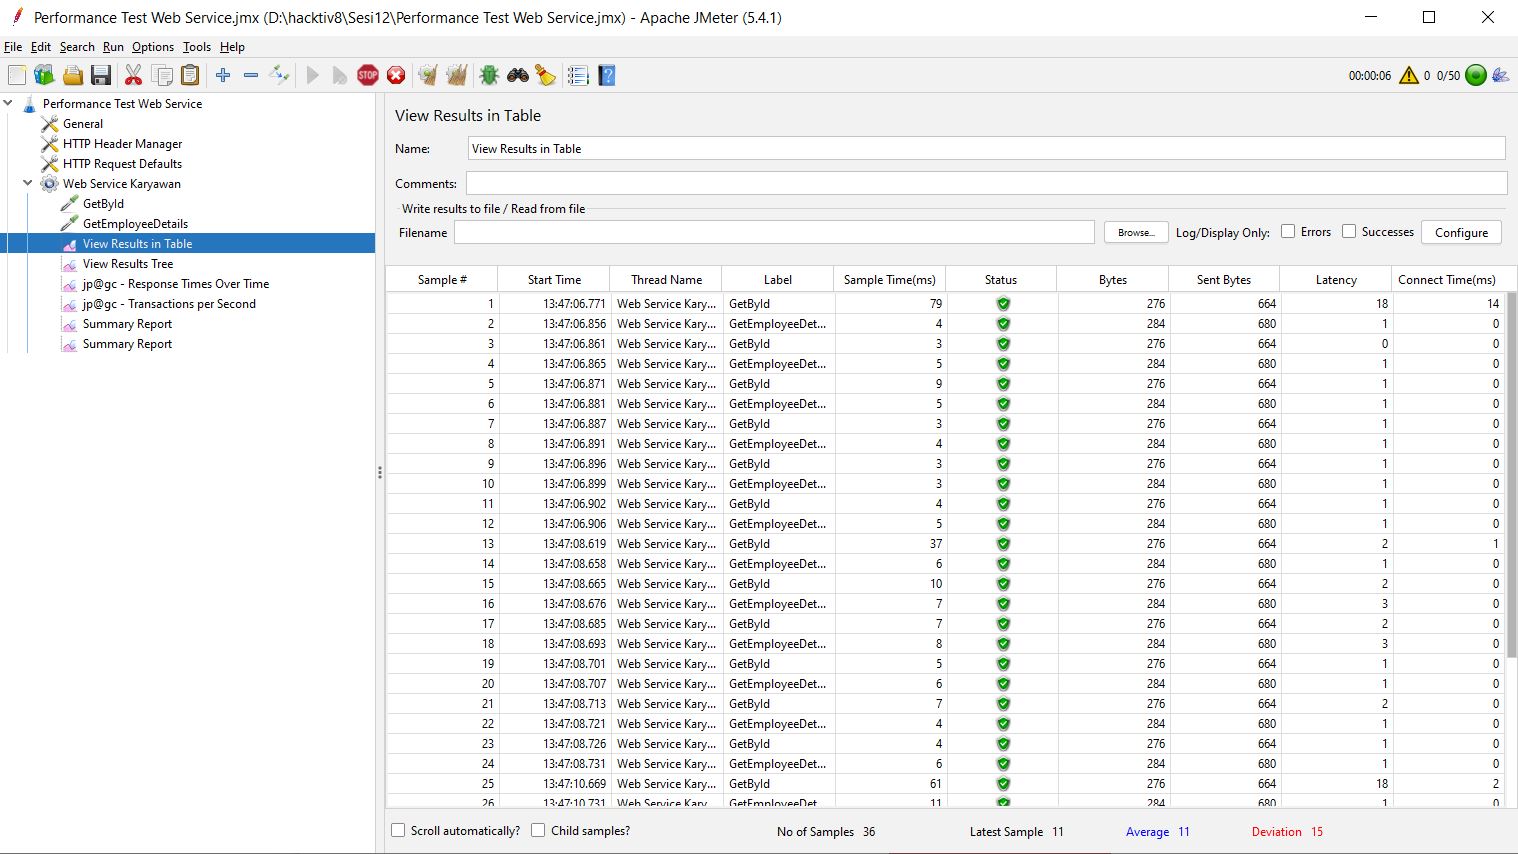 Performance Test Web Service.jmx (D:\hacktiv8\Sesi12\Performance Test Web Service.jmx) - Apache JMeter (5.4.1)
File Edit Search Run Options Tools Help
STOP 00:00:06 0 0/50
Performance Test Web Service
General
HTTP Header Manager
HTTP Request Defaults
Web Service Karyawan
GetById
GetEmployeeDetails
View Results in Table
View Results Tree
jp@gc - Response Times Over Time
jp@gc - Transactions per Second
Summary Report
Summary Report
View Results in Table
Name: View Results in Table
Comments:
Write results to file / Read from file
Filename Browse... Log/Display Only: Errors Successes Configure
Sample # Start Time Thread Name Label Sample Time(ms) Status Bytes Sent Bytes Latency Connect Time(ms)
1 13:47:06.771 Web Service Kary... GetById 79 276 664 18 14
2 13:47:06.856 Web Service Kary... GetEmployeeDet... 4 284 680 1 0
3 13:47:06.861 Web Service Kary... GetById 3 276 664 0 0
4 13:47:06.865 Web Service Kary... GetEmployeeDet... 5 284 680 1 0
5 13:47:06.871 Web Service Kary... GetById 9 276 664 1 0
6 13:47:06.881 Web Service Kary... GetEmployeeDet... 5 284 680 1 0
7 13:47:06.887 Web Service Kary... GetById 3 276 664 1 0
8 13:47:06.891 Web Service Kary... GetEmployeeDet... 4 284 680 1 0
9 13:47:06.896 Web Service Kary... GetById 3 276 664 1 0
10 13:47:06.899 Web Service Kary... GetEmployeeDet... 3 284 680 1 0
11 13:47:06.902 Web Service Kary... GetById 4 276 664 1 0
12 13:47:06.906 Web Service Kary... GetEmployeeDet... 5 284 680 1 0
13 13:47:08.619 Web Service Kary... GetById 37 276 664 2 1
14 13:47:08.658 Web Service Kary... GetEmployeeDet... 6 284 680 1 0
15 13:47:08.665 Web Service Kary... GetById 10 276 664 2 0
16 13:47:08.676 Web Service Kary... GetEmployeeDet... 7 284 680 3 0
17 13:47:08.685 Web Service Kary... GetById 7 276 664 2 0
18 13:47:08.693 Web Service Kary... GetEmployeeDet... 8 284 680 3 0
19 13:47:08.701 Web Service Kary... GetById 5 276 664 1 0
20 13:47:08.707 Web Service Kary... GetEmployeeDet... 6 284 680 1 0
21 13:47:08.713 Web Service Kary... GetById 7 276 664 2 0
22 13:47:08.721 Web Service Kary... GetEmployeeDet... 4 284 680 1 0
23 13:47:08.726 Web Service Kary... GetById 4 276 664 1 0
24 13:47:08.731 Web Service Kary... GetEmployeeDet... 6 284 680 1 0
25 13:47:10.669 Web Service Kary... GetById 61 276 664 18 2
26 13:47:10.731 Web Service Kary... GetEmployeeDet... 11 284 680 1 0
Scroll automatically? Child samples? No of Samples 36 Latest Sample 11 Average 11 Deviation 15